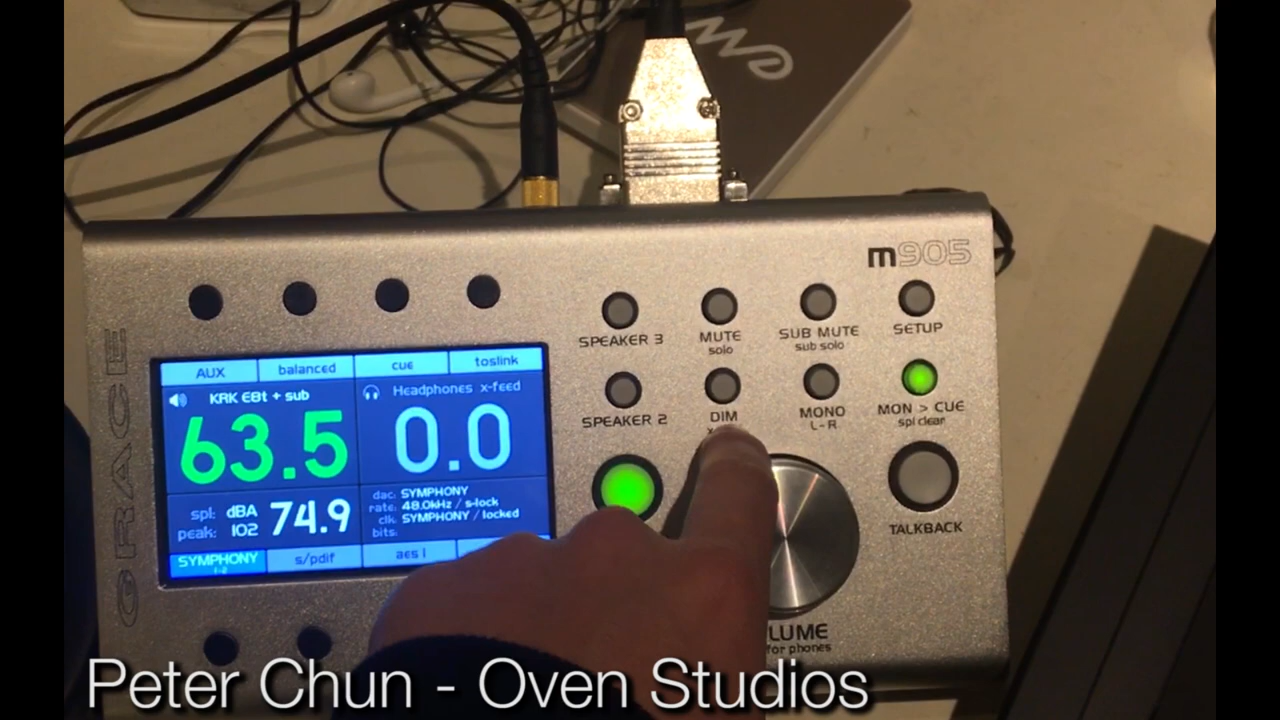 m905
GRACE
SPEAKER 3
MUTE
solo
SUB MUTE
sub solo
SETUP
SPEAKER 2
DIM
MONO
L-R
MON > CUE
spl clear
TALKBACK
AUX
balanced
cue
toslink
KRK E8t + sub
63.5
Headphones x-feed
0.0
spl: dBA
peak: 102
74.9
dac: SYMPHONY
rate: 48.0kHz / s-lock
clk: SYMPHONY / locked
bits:
SYMPHONY
1-2
s/pdif
aes 1
LUME
for phones
Peter Chun - Oven Studios